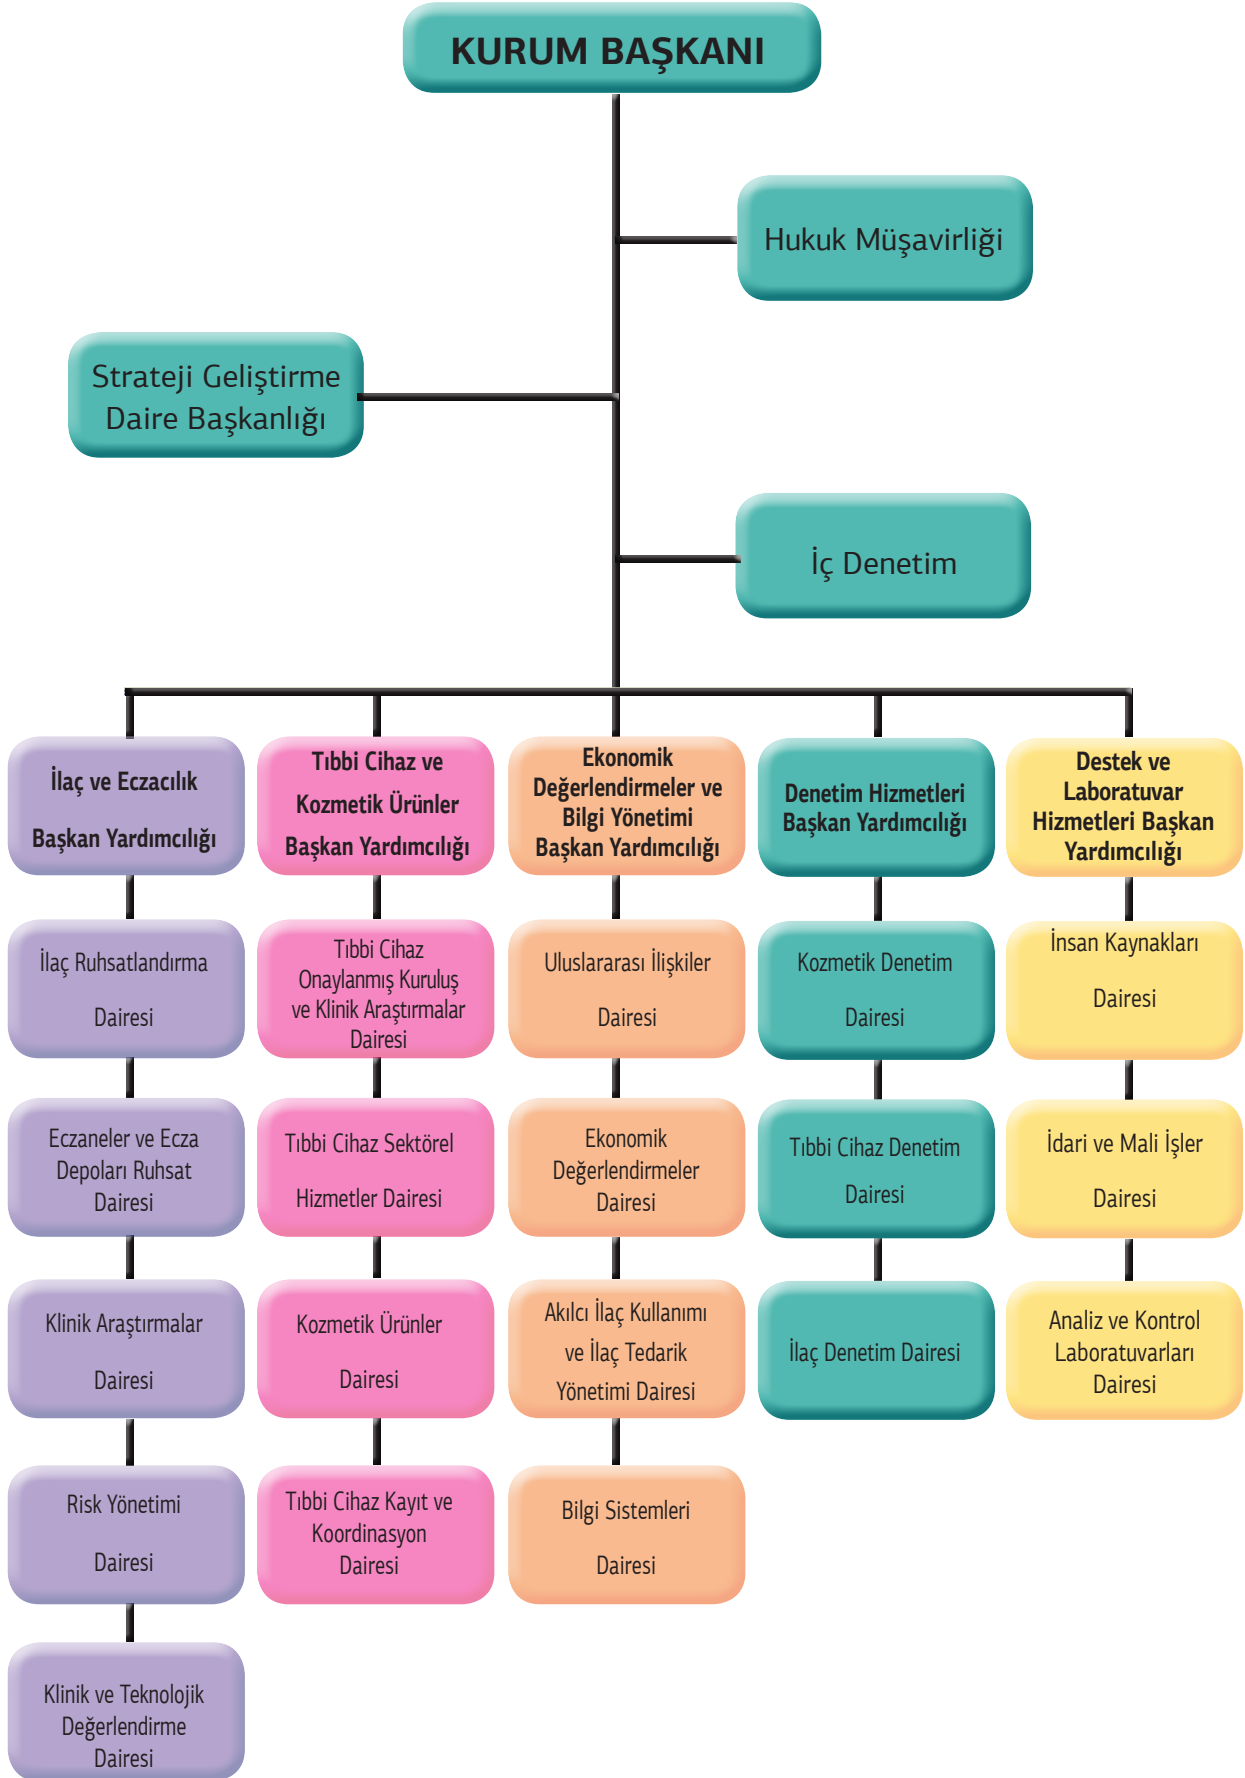 KURUM BAŞKANI
Hukuk Müşavirliği
Strateji Geliştirme
Daire Başkanlığı
İç Denetim
İlaç ve Eczacılık
Başkan Yardımcılığı
İlaç Ruhsatlandırma
Dairesi
Eczaneler ve Ecza
Depoları Ruhsat
Dairesi
Klinik Araştırmalar
Dairesi
Risk Yönetimi
Dairesi
Klinik ve Teknolojik
Değerlendirme
Dairesi
Tıbbi Cihaz ve
Kozmetik Ürünler
Başkan Yardımcılığı
Tıbbi Cihaz
Onaylanmış Kuruluş
ve Klinik Araştırmalar
Dairesi
Tıbbi Cihaz Sektörel
Hizmetler Dairesi
Kozmetik Ürünler
Dairesi
Tıbbi Cihaz Kayıt ve
Koordinasyon
Dairesi
Ekonomik
Değerlendirmeler ve
Bilgi Yönetimi
Başkan Yardımcılığı
Uluslararası İlişkiler
Dairesi
Ekonomik
Değerlendirmeler
Dairesi
Akılcı İlaç Kullanımı
ve İlaç Tedarik
Yönetimi Dairesi
Bilgi Sistemleri
Dairesi
Denetim Hizmetleri
Başkan Yardımcılığı
Kozmetik Denetim
Dairesi
Tıbbi Cihaz Denetim
Dairesi
İlaç Denetim Dairesi
Destek ve
Laboratuvar
Hizmetleri Başkan
Yardımcılığı
İnsan Kaynakları
Dairesi
İdari ve Mali İşler
Dairesi
Analiz ve Kontrol
Laboratuvarları
Dairesi